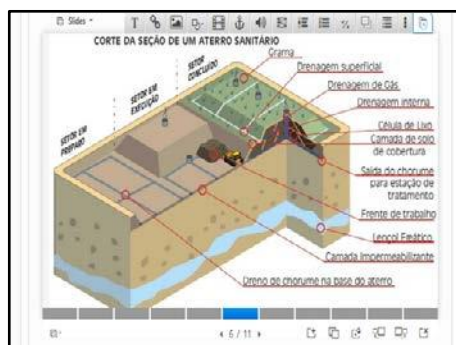 Slides
CORTE DA SEÇÃO DE UM ATERRO SANITÁRIO
SETOR EM PREPARO
SETOR EM EXECUÇÃO
SETOR CONCLUÍDO
Grama
Drenagem superficial
Drenagem de Gás
Drenagem interna
Célula de Lixo
Camada de solo
de cobertura
Saída do chorume
para estação de
tratamento
Frente de trabalho
Lençol Freático
Camada Impermeabilizante
Dreno de chorume na base do aterro
6 / 11